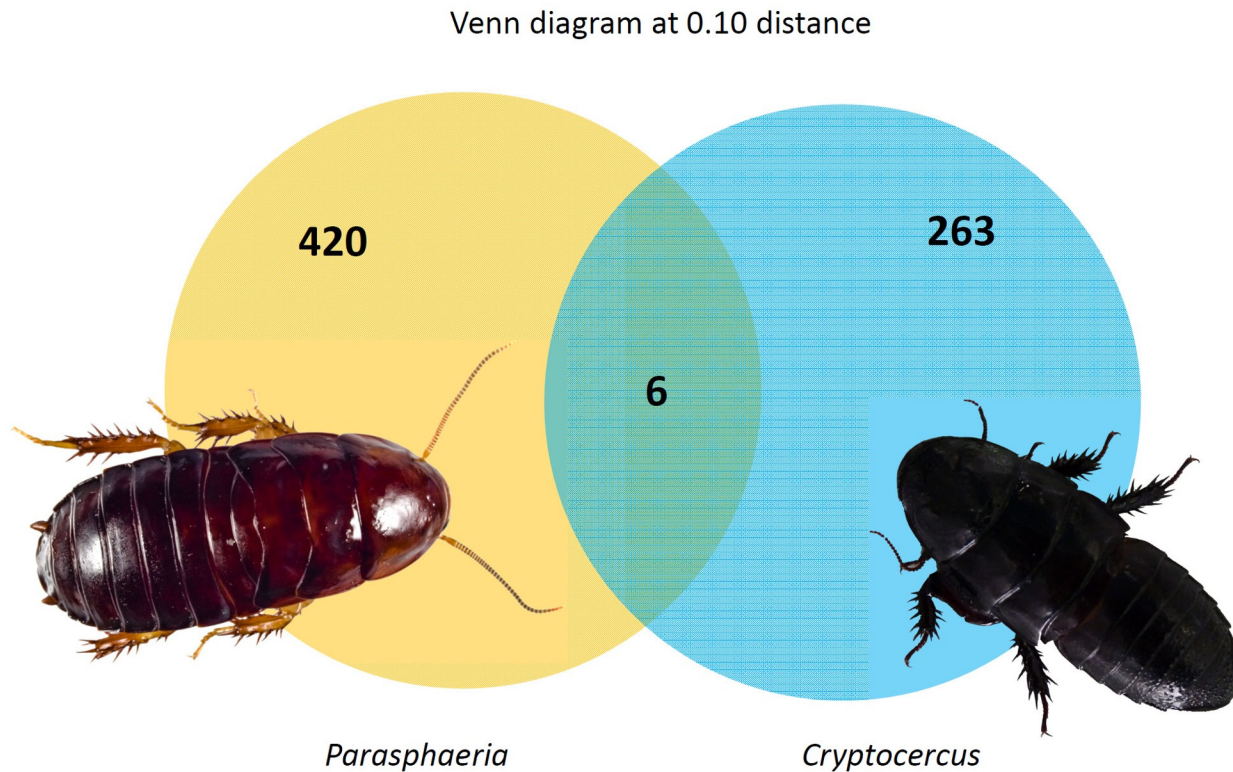 Venn diagram at 0.10 distance
420
263
6
Parasphaeria
Cryptocercus